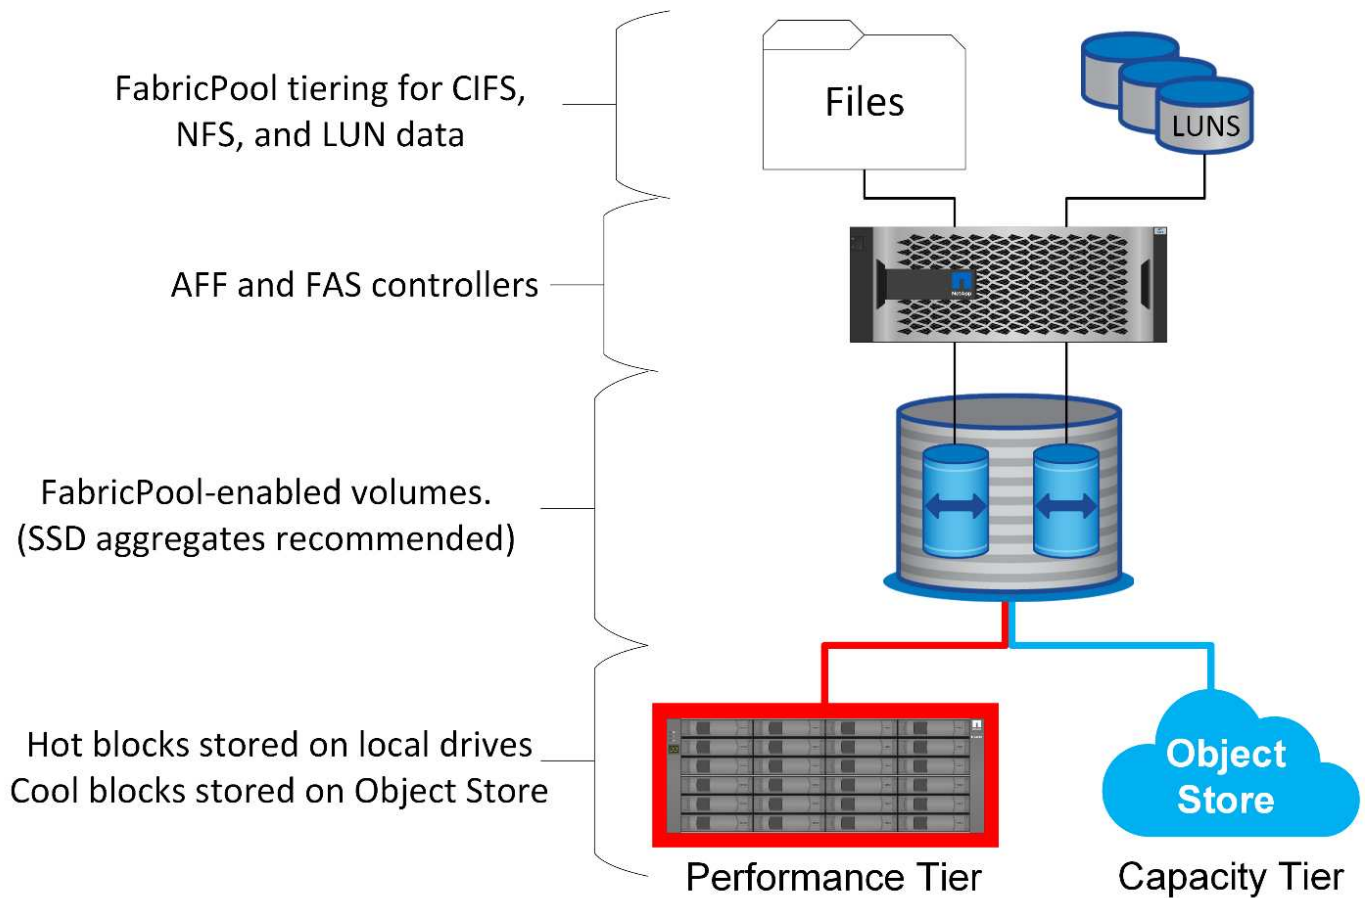 FabricPool tiering for CIFS,
NFS, and LUN data
Files
LUNS
AFF and FAS controllers
NetApp
FabricPool-enabled volumes.
(SSD aggregates recommended)
Hot blocks stored on local drives
Cool blocks stored on Object Store
Object
Store
Performance Tier
Capacity Tier